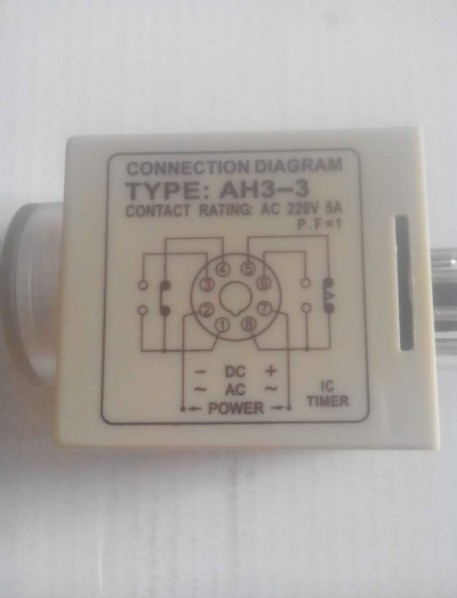 CONNECTION DIAGRAM
TYPE: AH3-3
CONTACT RATING: AC 220V 5A
P.F=1
4 5
3 6
2 7
1 8
− DC +
~ AC ~
POWER
IC
TIMER